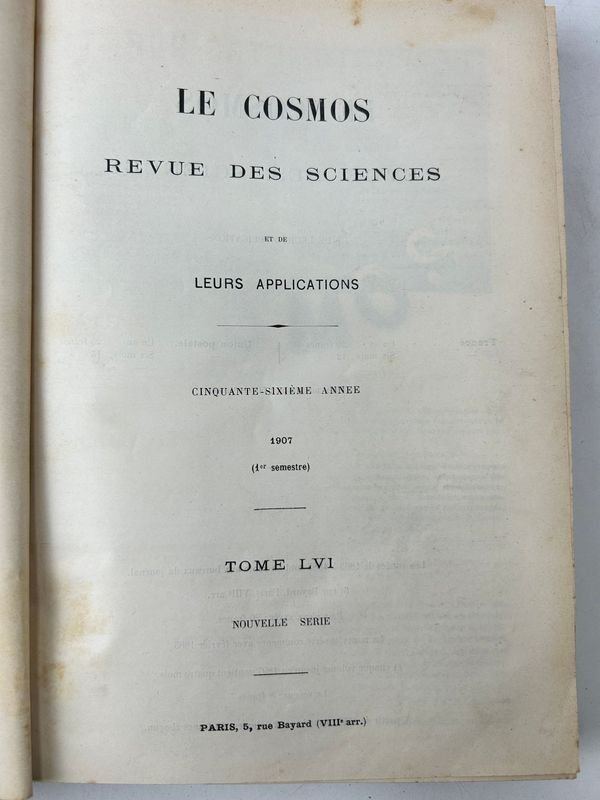 LE COSMOS
REVUE DES SCIENCES
ET DE
LEURS APPLICATIONS
CINQUANTE-SIXIÈME ANNEE
1907
(1er semestre)
TOME LVI
NOUVELLE SERIE
PARIS, 5, rue Bayard (VIIIe arr.)